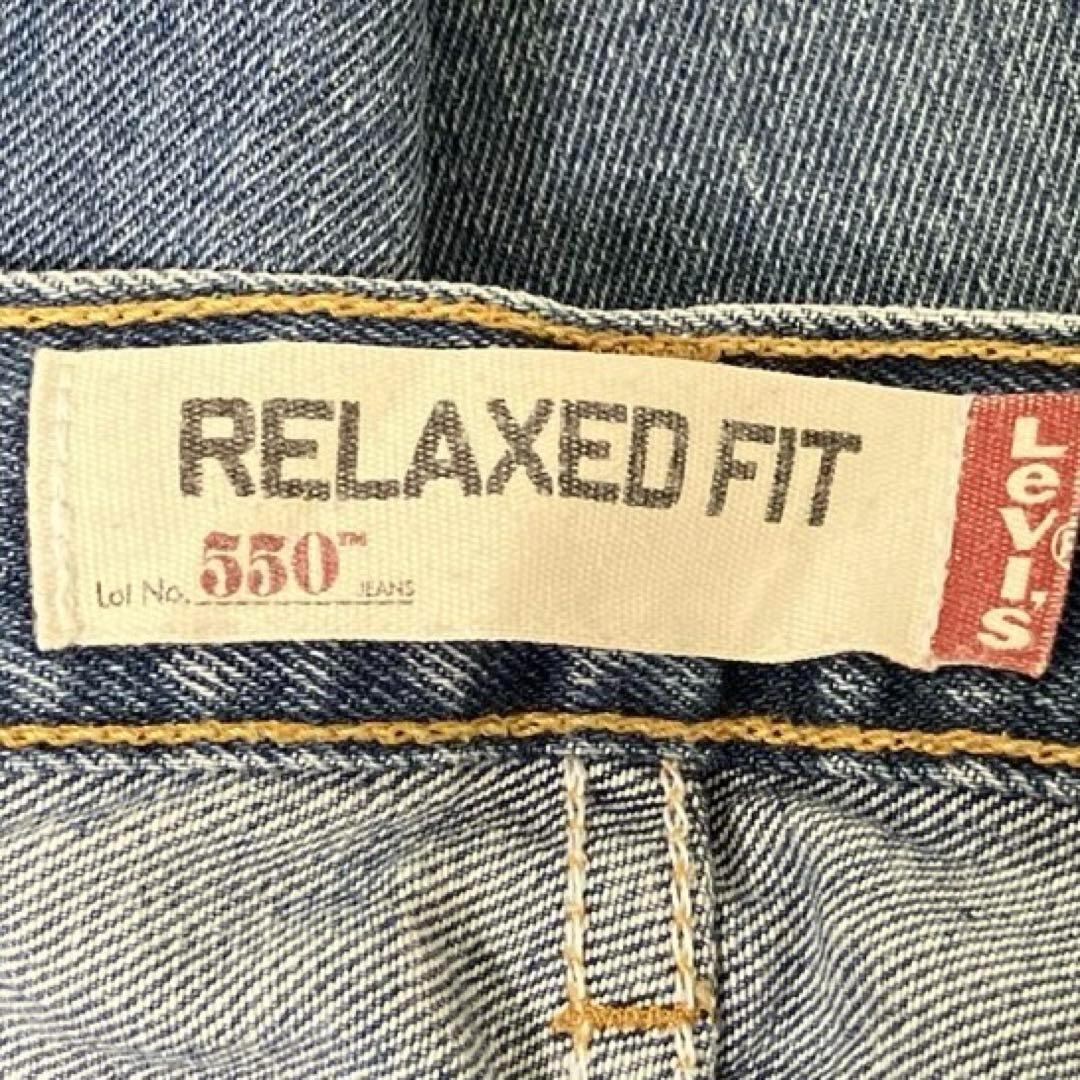 RELAXED FIT
Lot No. 550™ JEANS
Levi's